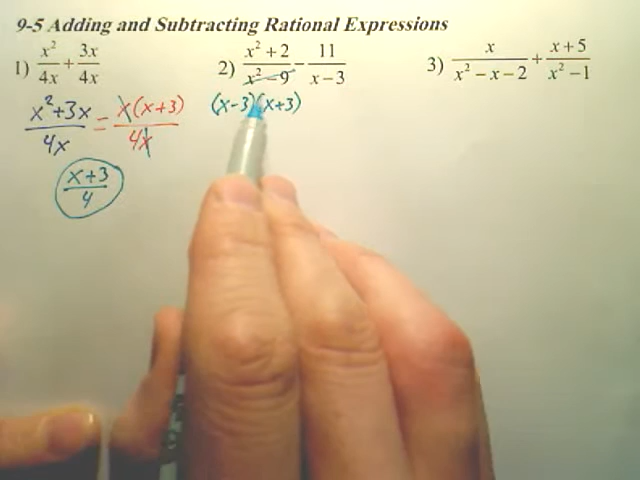 9-5 Adding and Subtracting Rational Expressions
1) x²/4x + 3x/4x
2) x²+2/x²−9 − 11/x−3
3) x/x²−x−2 + x+5/x²−1
x²+3x/4x = x(x+3)/4x
(x-3)(x+3)
x+3/4